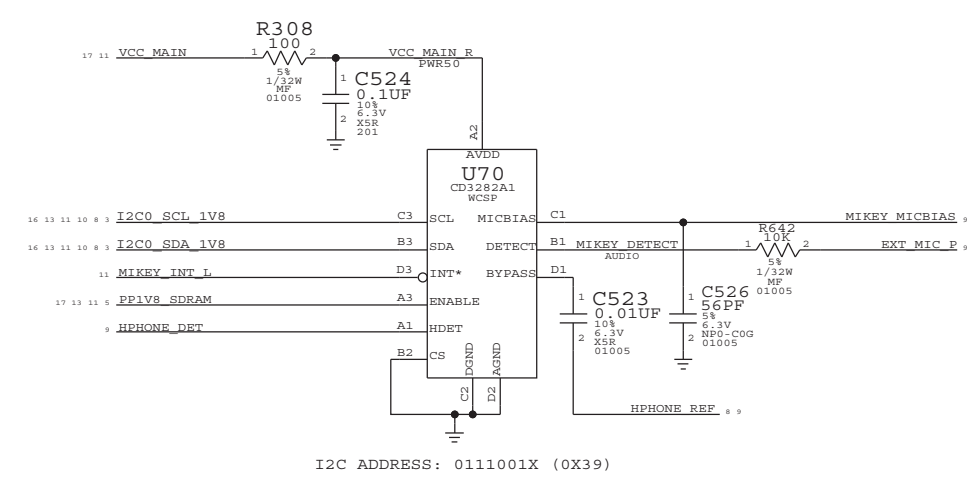 R308
100
17 11 VCC_MAIN 1 2 VCC_MAIN_R
PWR50
5%
1/32W
MF
01005
1 C524
0.1UF
10%
6.3V
2 X5R
201
A2
AVDD
U70
CD3282A1
WCSP
16 13 11 10 8 3 I2C0_SCL_1V8 C3 SCL MICBIAS C1 MIKEY_MICBIAS 9
16 13 11 10 8 3 I2C0_SDA_1V8 B3 SDA DETECT B1 MIKEY_DETECT 1 2 EXT_MIC_P 9
AUDIO
R642
10K
5%
1/32W
MF
01005
11 MIKEY_INT_L D3 INT* BYPASS D1
17 13 11 5 PP1V8_SDRAM A3 ENABLE
9 HPHONE_DET A1 HDET
B2 CS
DGND
AGND
C2
D2
1 C523
0.01UF
10%
6.3V
2 X5R
01005
1 C526
56PF
5%
6.3V
2 NP0-C0G
01005
HPHONE_REF 8 9
I2C ADDRESS: 0111001X (0X39)